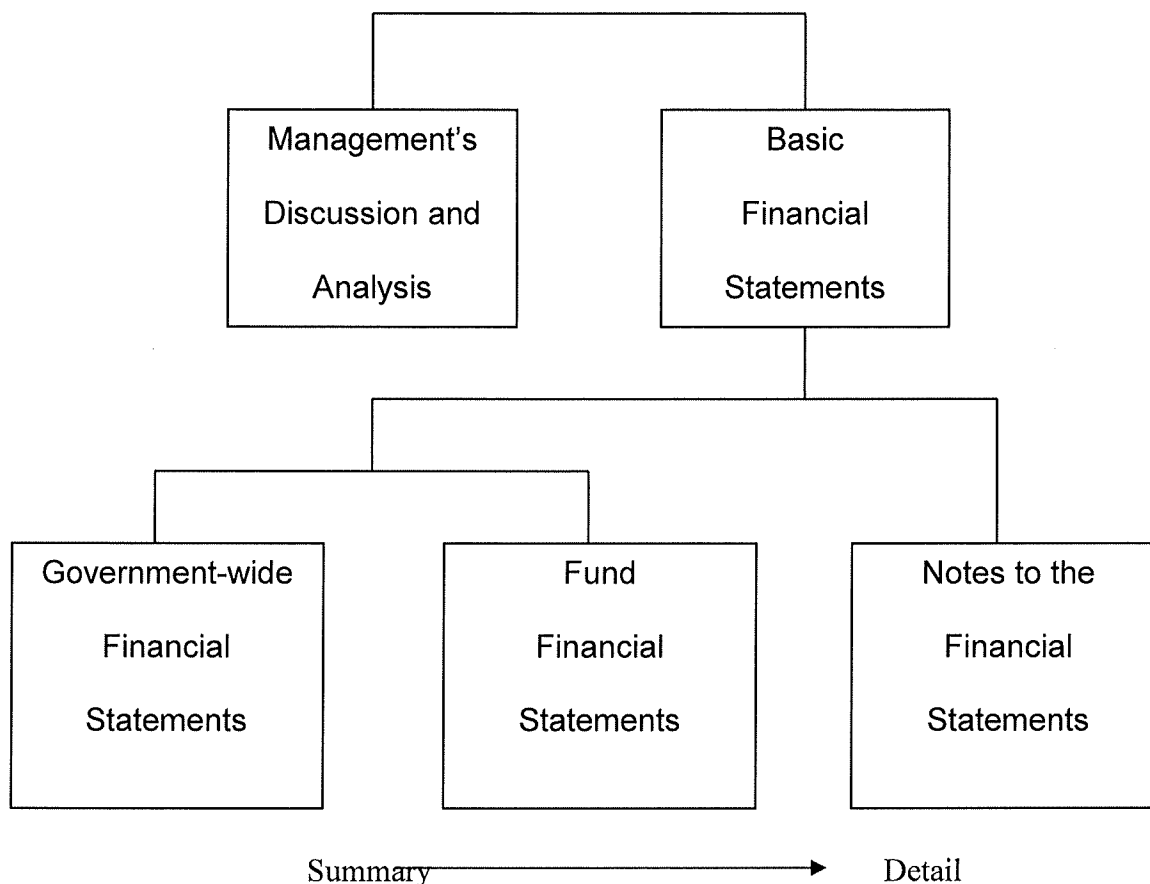 Management's
Discussion and
Analysis
Basic
Financial
Statements
Government-wide
Financial
Statements
Fund
Financial
Statements
Notes to the
Financial
Statements
Summary
Detail